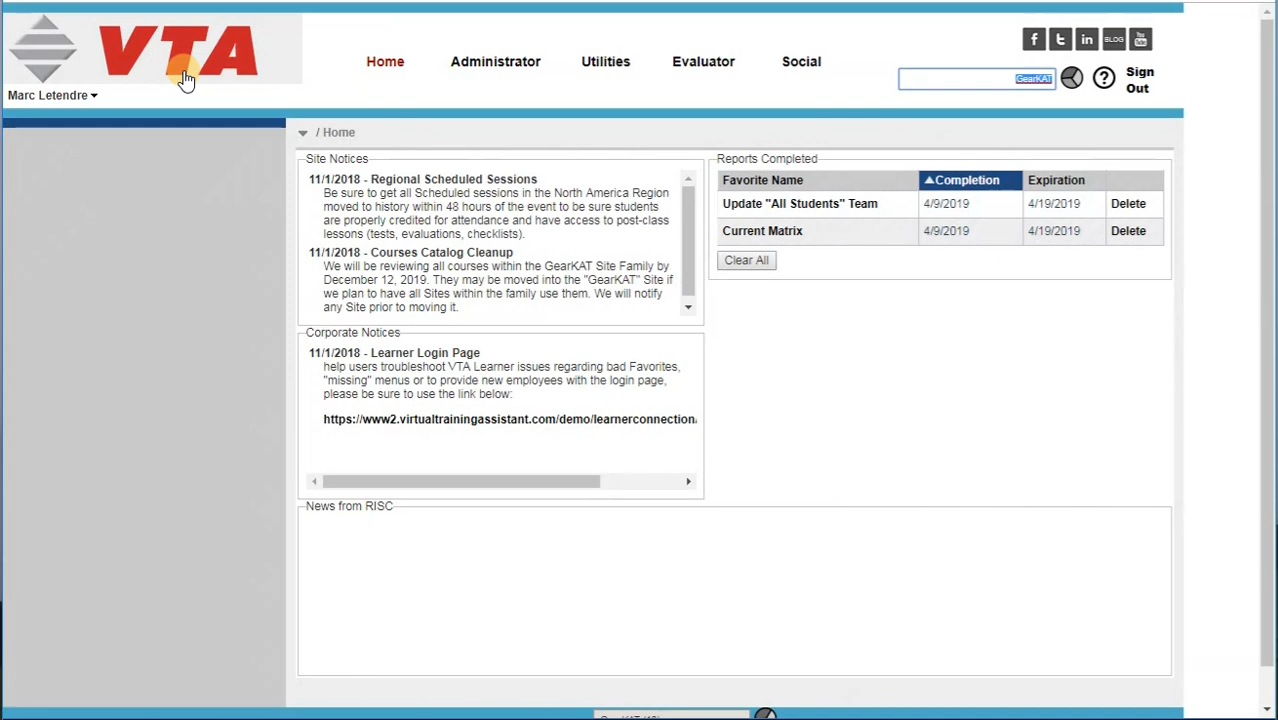 VTA
Marc Letendre
Home
Administrator
Utilities
Evaluator
Social
BLOG
You Tube
GearKAT
Sign
Out
/ Home
Site Notices
11/1/2018 - Regional Scheduled Sessions
Be sure to get all Scheduled sessions in the North America Region
moved to history within 48 hours of the event to be sure students
are properly credited for attendance and have access to post-class
lessons (tests, evaluations, checklists).
11/1/2018 - Courses Catalog Cleanup
We will be reviewing all courses within the GearKAT Site Family by
December 12, 2019. They may be moved into the "GearKAT" Site if
we plan to have all Sites within the family use them. We will notify
any Site prior to moving it.
Corporate Notices
11/1/2018 - Learner Login Page
help users troubleshoot VTA Learner issues regarding bad Favorites,
"missing" menus or to provide new employees with the login page,
please be sure to use the link below:
https://www2.virtualtrainingassistant.com/demo/learnerconnection/
News from RISC
Reports Completed
Favorite Name Completion Expiration
Update "All Students" Team 4/9/2019 4/19/2019 Delete
Current Matrix 4/9/2019 4/19/2019 Delete
Clear All